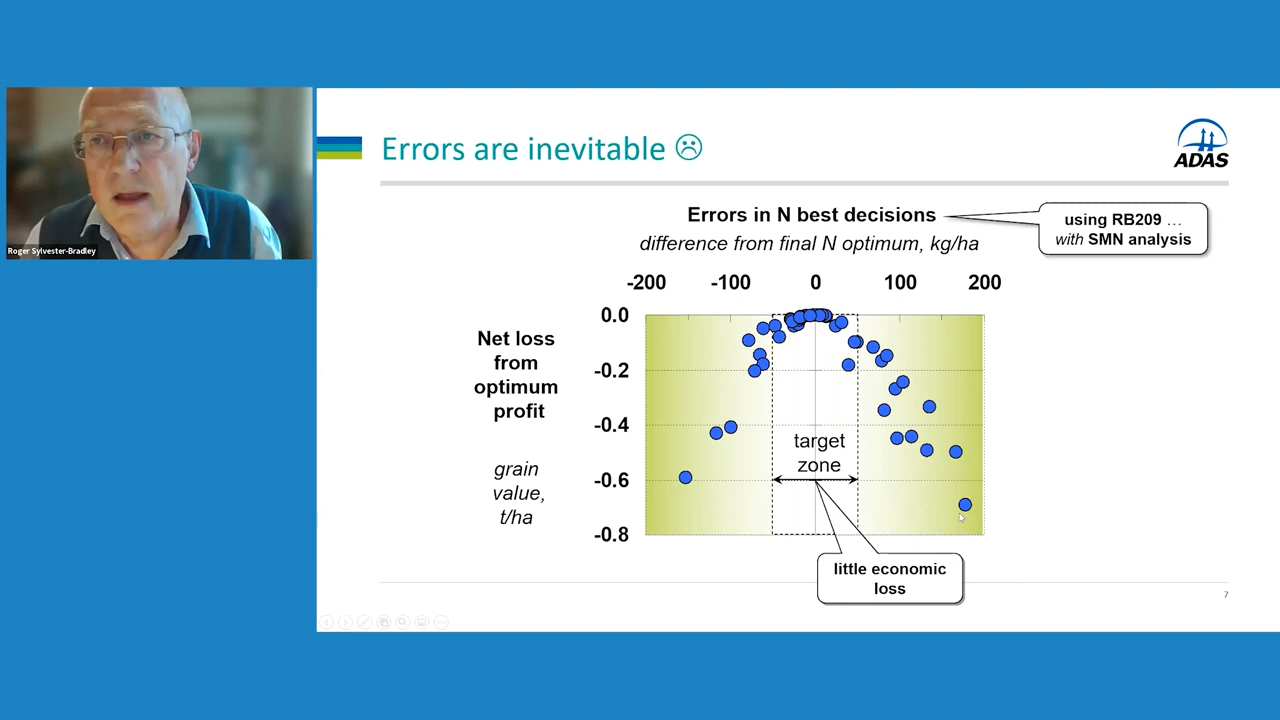 Roger Sylvester-Bradley
Errors are inevitable ☹
ADAS
Errors in N best decisions
difference from final N optimum, kg/ha
using RB209 ...
with SMN analysis
-200 -100 0 100 200
0.0
-0.2
-0.4
-0.6
-0.8
Net loss
from
optimum
profit
grain
value,
t/ha
target
zone
little economic
loss
7